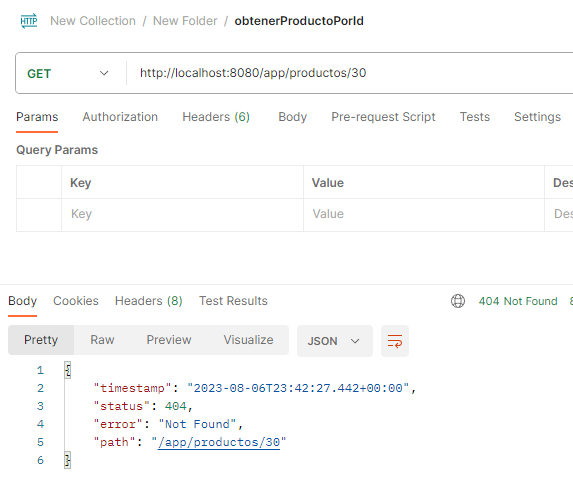 HTTP New Collection / New Folder / obtenerProductoPorId
GET http://localhost:8080/app/productos/30
Params Authorization Headers (6) Body Pre-request Script Tests Settings
Query Params
Key Value Des
Key Value Des
Body Cookies Headers (8) Test Results 404 Not Found 8
Pretty Raw Preview Visualize JSON
1 {
2 "timestamp": "2023-08-06T23:42:27.442+00:00",
3 "status": 404,
4 "error": "Not Found",
5 "path": "/app/productos/30"
6 }